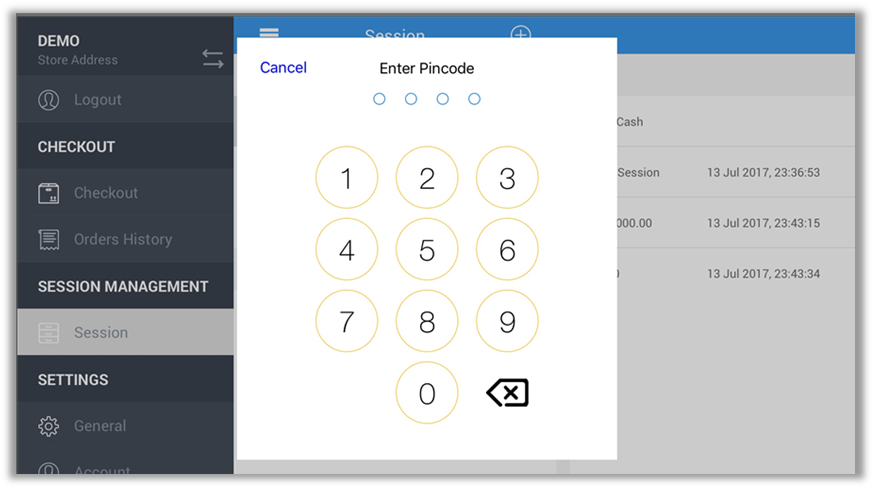 DEMO
Store Address
Logout
CHECKOUT
Checkout
Orders History
SESSION MANAGEMENT
Session
SETTINGS
General
Account
Session
Cancel
Enter Pincode
1 2 3
4 5 6
7 8 9
0
Cash
Session 13 Jul 2017, 23:36:53
000.00 13 Jul 2017, 23:43:15
13 Jul 2017, 23:43:34